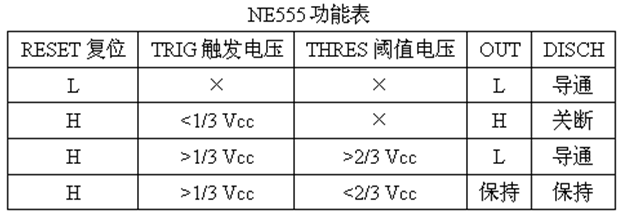 NE555功能表
RESET 复位 TRIG 触发电压 THRES 阈值电压 OUT DISCH
L × × L 导通
H <1/3 Vcc × H 关断
H >1/3 Vcc >2/3 Vcc L 导通
H >1/3 Vcc <2/3 Vcc 保持 保持